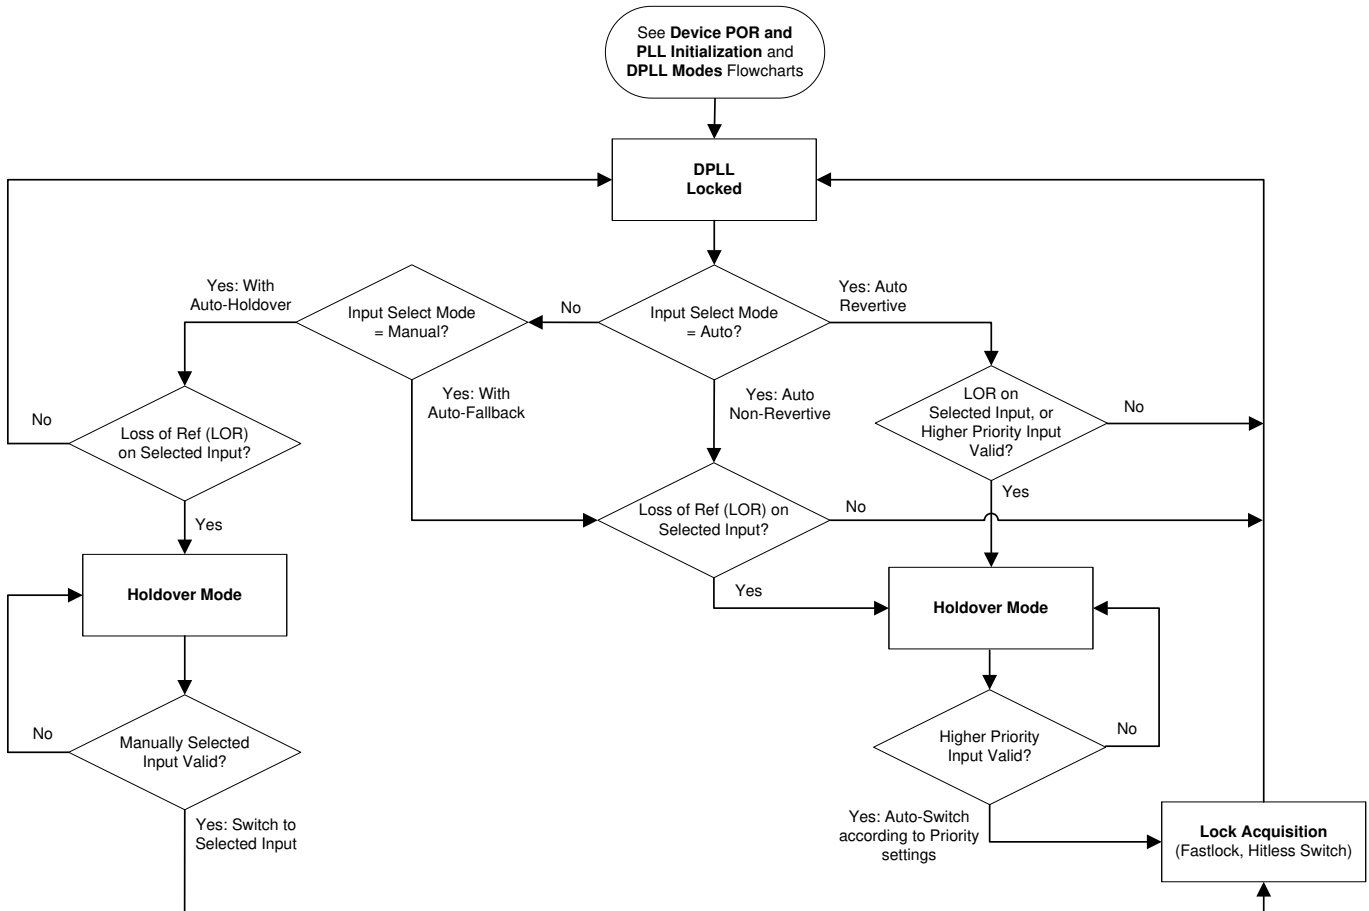 See Device POR and
PLL Initialization and
DPLL Modes Flowcharts
DPLL
Locked
Yes: With
Auto-Holdover
Input Select Mode
= Manual?
No
Input Select Mode
= Auto?
Yes: Auto
Revertive
No
Loss of Ref (LOR)
on Selected Input?
Yes: With
Auto-Fallback
Yes: Auto
Non-Revertive
LOR on
Selected Input, or
Higher Priority Input
Valid?
No
Yes
Yes
Loss of Ref (LOR) on
Selected Input?
No
Holdover Mode
Yes
Holdover Mode
No
Manually Selected
Input Valid?
Higher Priority
Input Valid?
No
Yes: Switch to
Selected Input
Yes: Auto-Switch
according to Priority
settings
Lock Acquisition
(Fastlock, Hitless Switch)